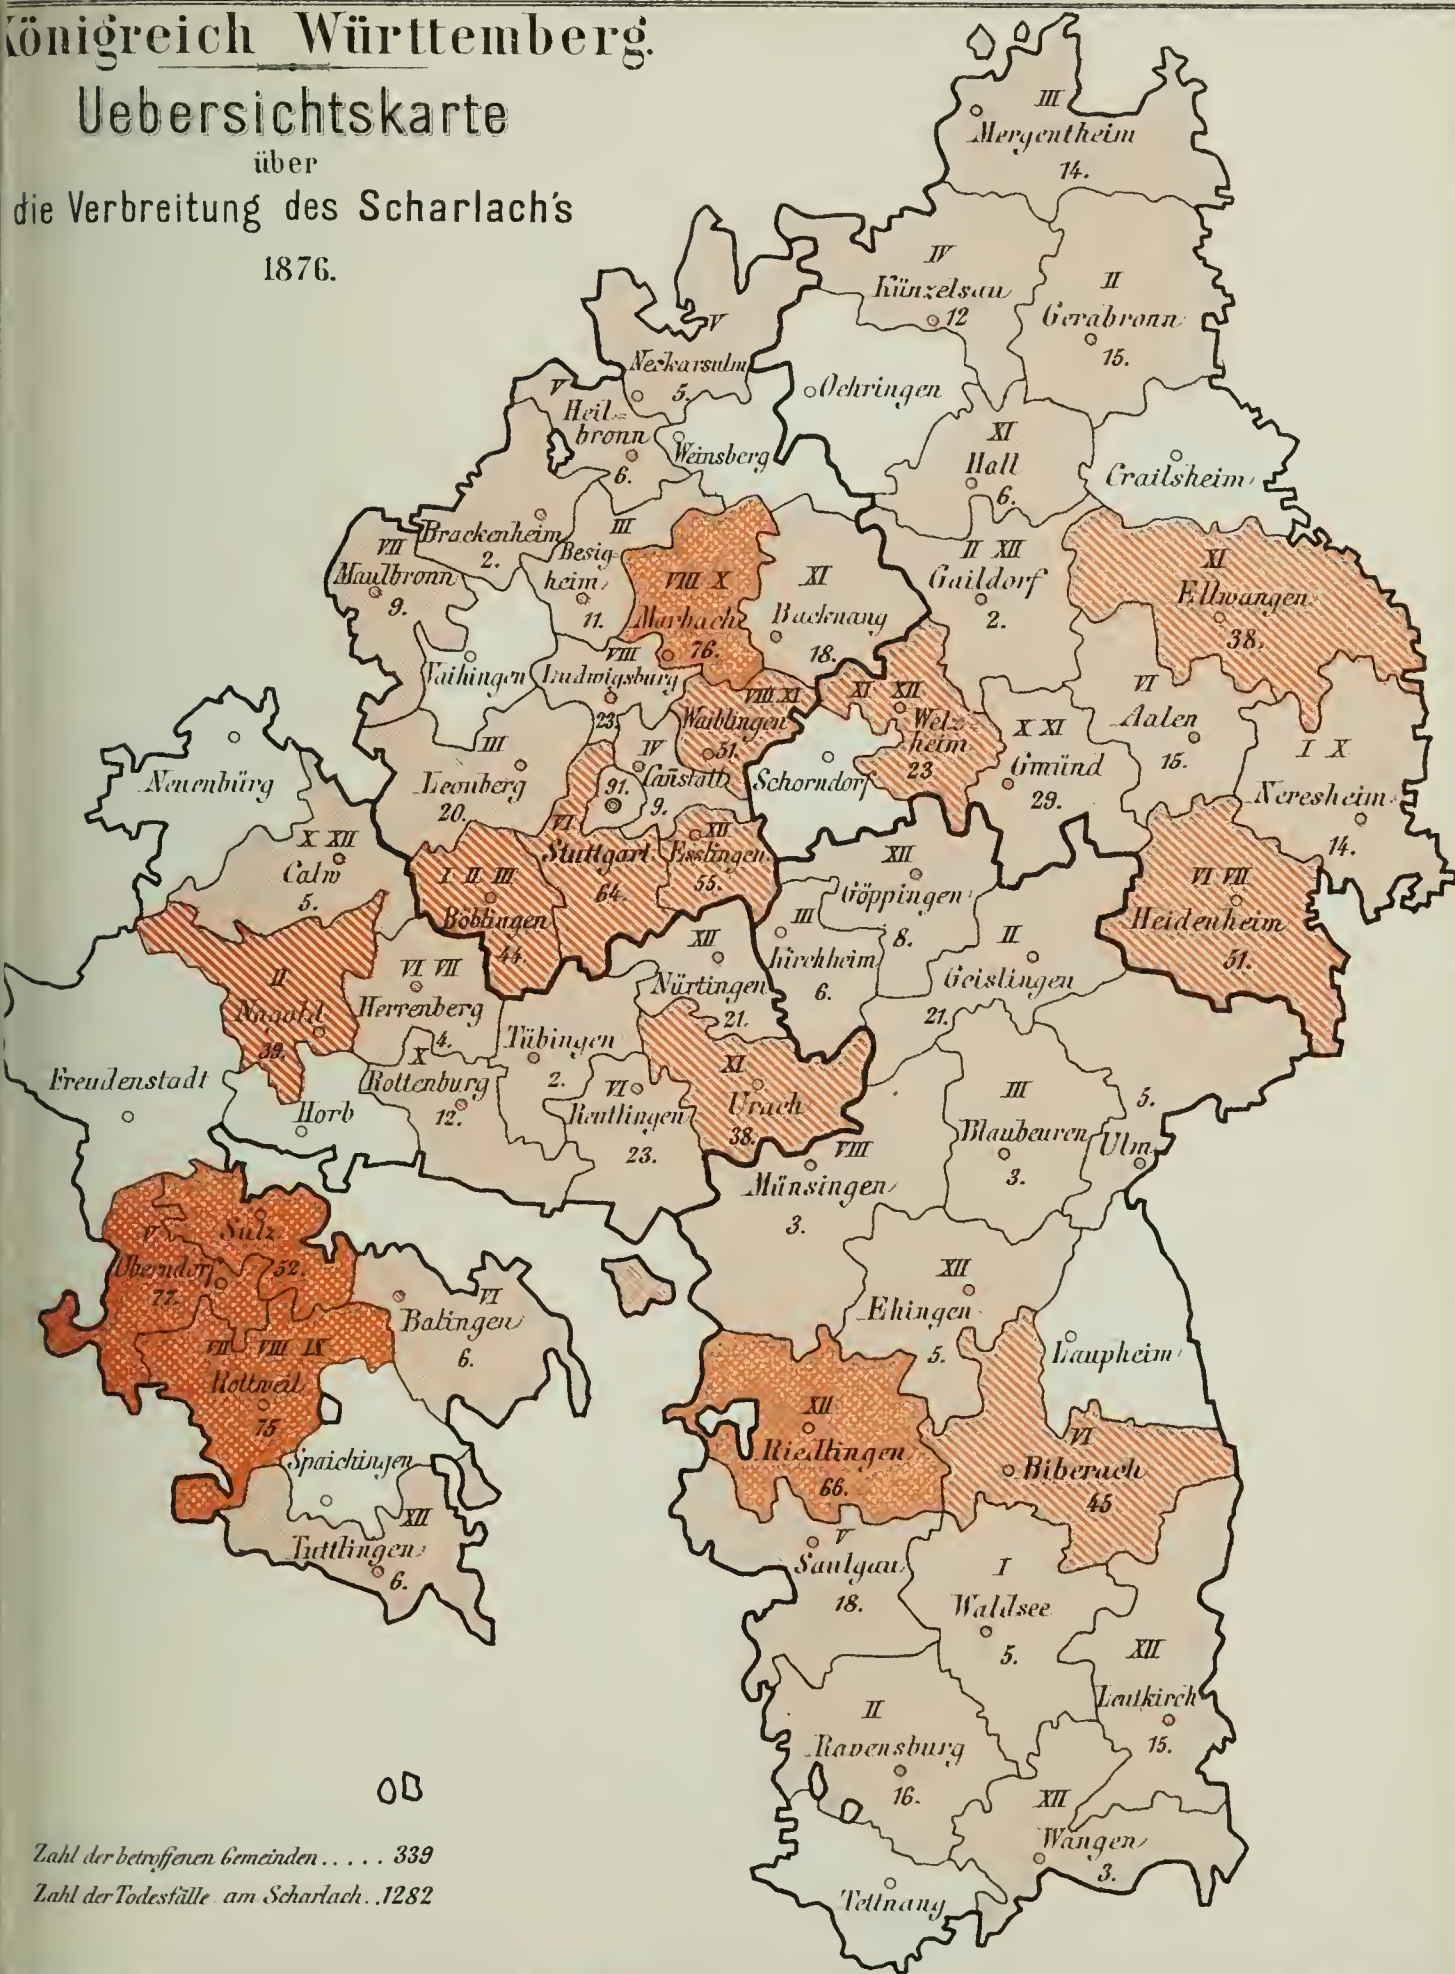 Königreich Württemberg.
Uebersichtskarte
über
die Verbreitung des Scharlach's
1876.
III
Mergentheim
14.
IV
Künzelsau
12
II
Gerabronn
15.
V
Neckarsulm
5.
Oehringen
V
Heil=
bronn
6.
Weinsberg
XI
Hall
6.
Crailsheim
Brackenheim
2.
III
Besig=
heim
11.
VII
Maulbronn
9.
VIII X
Marbach
76.
XI
Backnang
18.
II XII
Gaildorf
2.
XI
Ellwangen
38.
Vaihingen
VIII
Ludwigsburg
23.
VIII XI
Waiblingen
51.
XI XII
Welz=
heim
23
X XI
Gmünd
29.
VI
Aalen
15.
I X
Neresheim
14.
Neuenbürg
III
Leonberg
20.
IV
Canstatt
9.
91.
Schorndorf
X XII
Calw
5.
I II III
Böblingen
44.
VI
Stuttgart
64.
XII
Esslingen
55.
XII
Göppingen
8.
VI VII
Heidenheim
51.
II
Nagold
39.
VI VII
Herrenberg
4.
XII
Nürtingen
21.
III
Kirchheim
6.
II
Geislingen
21.
Freudenstadt
Horb
X
Rottenburg
12.
Tübingen
2.
VI
Reutlingen
23.
XI
Urach
38.
III
Blaubeuren
3.
5.
Ulm
VIII
Münsingen
3.
Sulz
52.
V
Oberndorf
77.
VI
Balingen
6.
XII
Ehingen
5.
Laupheim
VII VIII IX
Rottweil
75
XII
Riedlingen
66.
VI
Biberach
45
Spaichingen
XII
Tuttlingen
6.
V
Saulgau
18.
I
Waldsee
5.
XII
Leutkirch
15.
II
Ravensburg
16.
XII
Wangen
3.
Tettnang
Zahl der betroffenen Gemeinden..... 339
Zahl der Todesfälle am Scharlach..1282